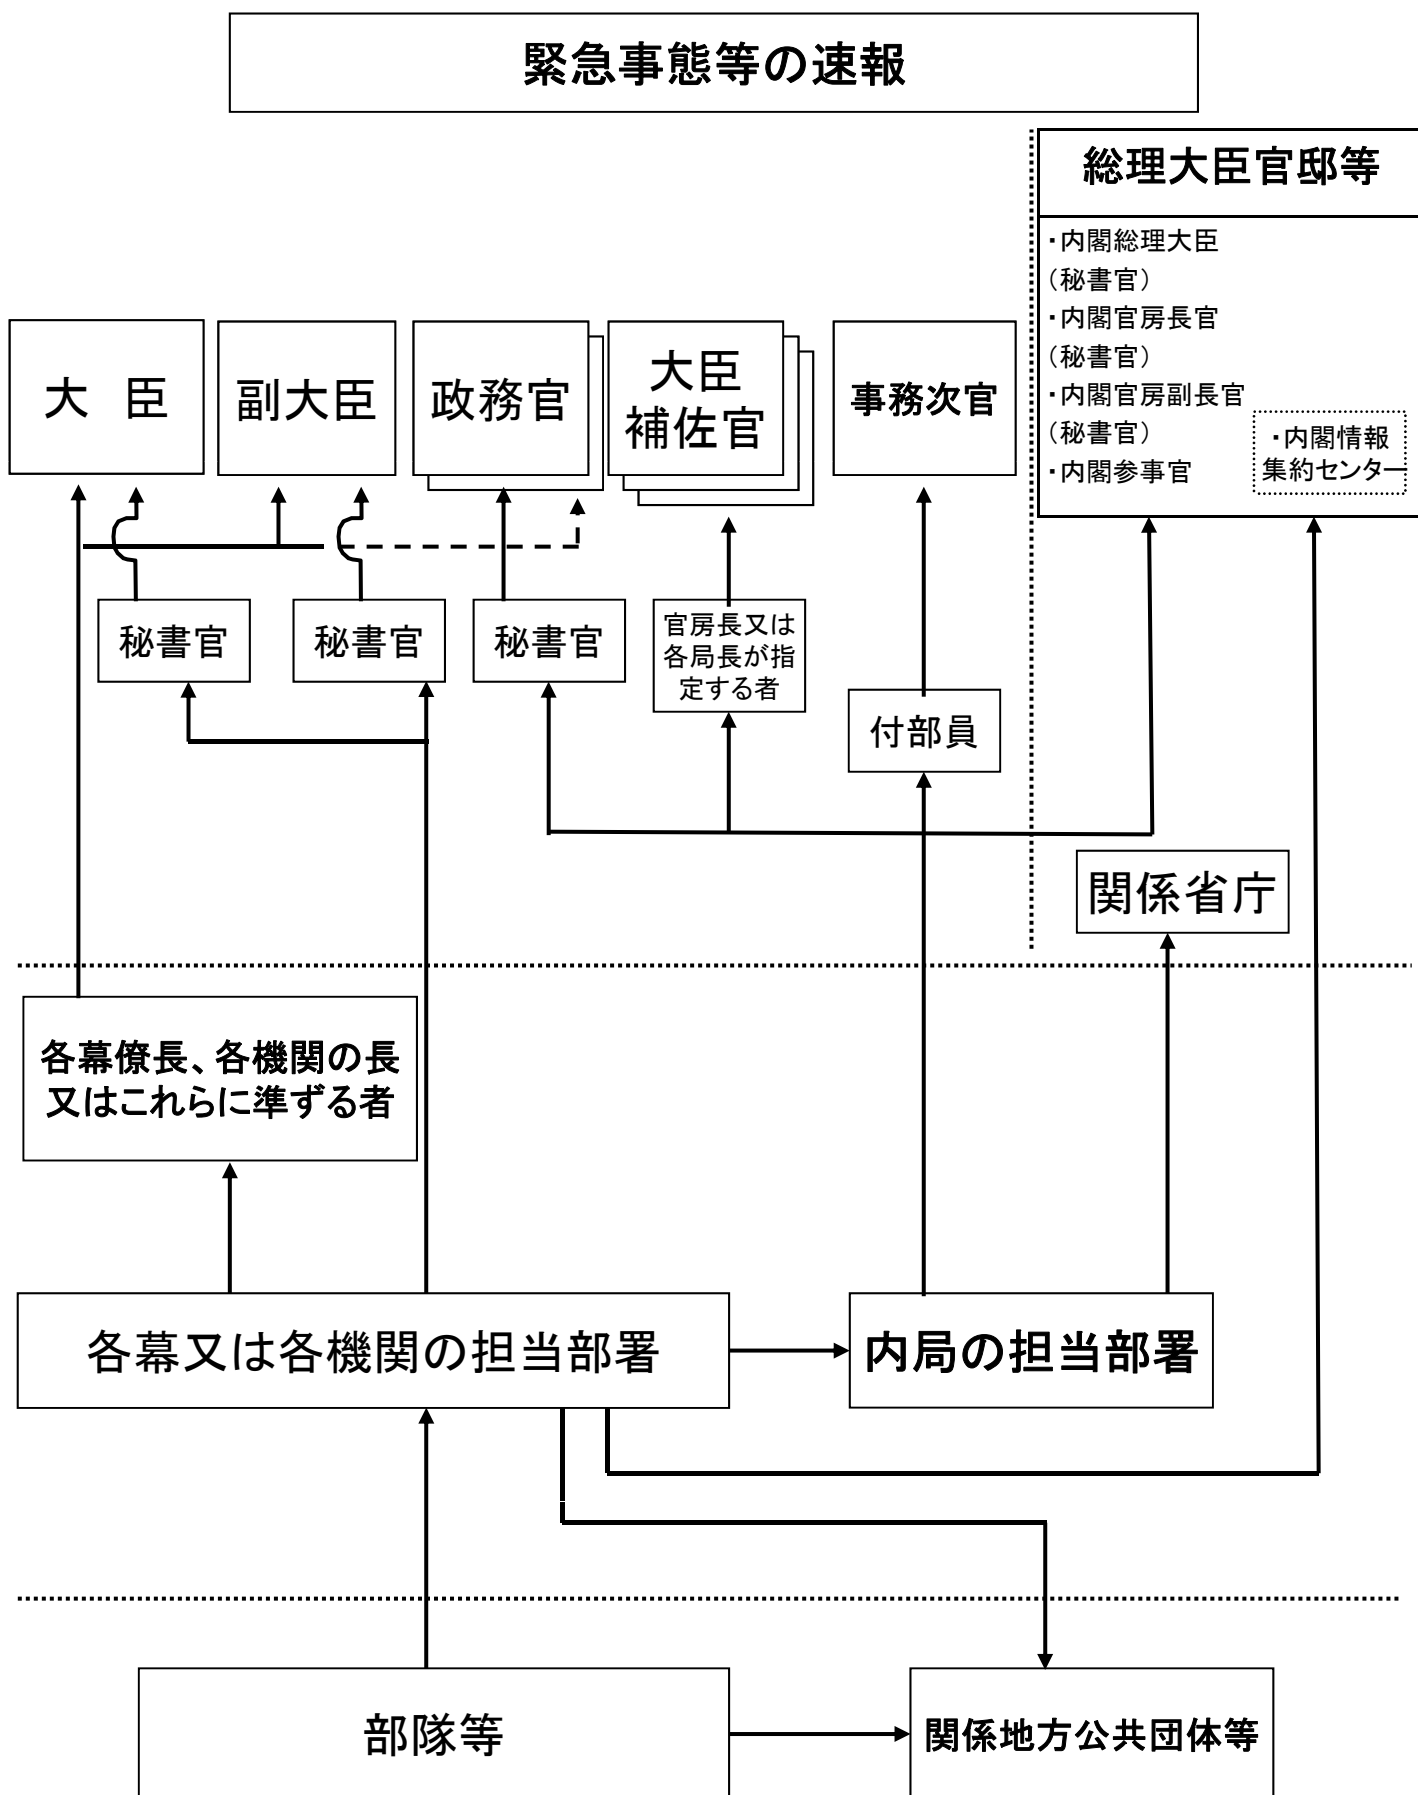 緊急事態等の速報
総理大臣官邸等
・内閣総理大臣
（秘書官）
・内閣官房長官
（秘書官）
・内閣官房副長官
（秘書官）
・内閣参事官
・内閣情報
集約センター
大　臣
副大臣
政務官
大臣
補佐官
事務次官
秘書官
秘書官
秘書官
官房長又は
各局長が指
定する者
付部員
関係省庁
各幕僚長、各機関の長
又はこれらに準ずる者
各幕又は各機関の担当部署
内局の担当部署
部隊等
関係地方公共団体等